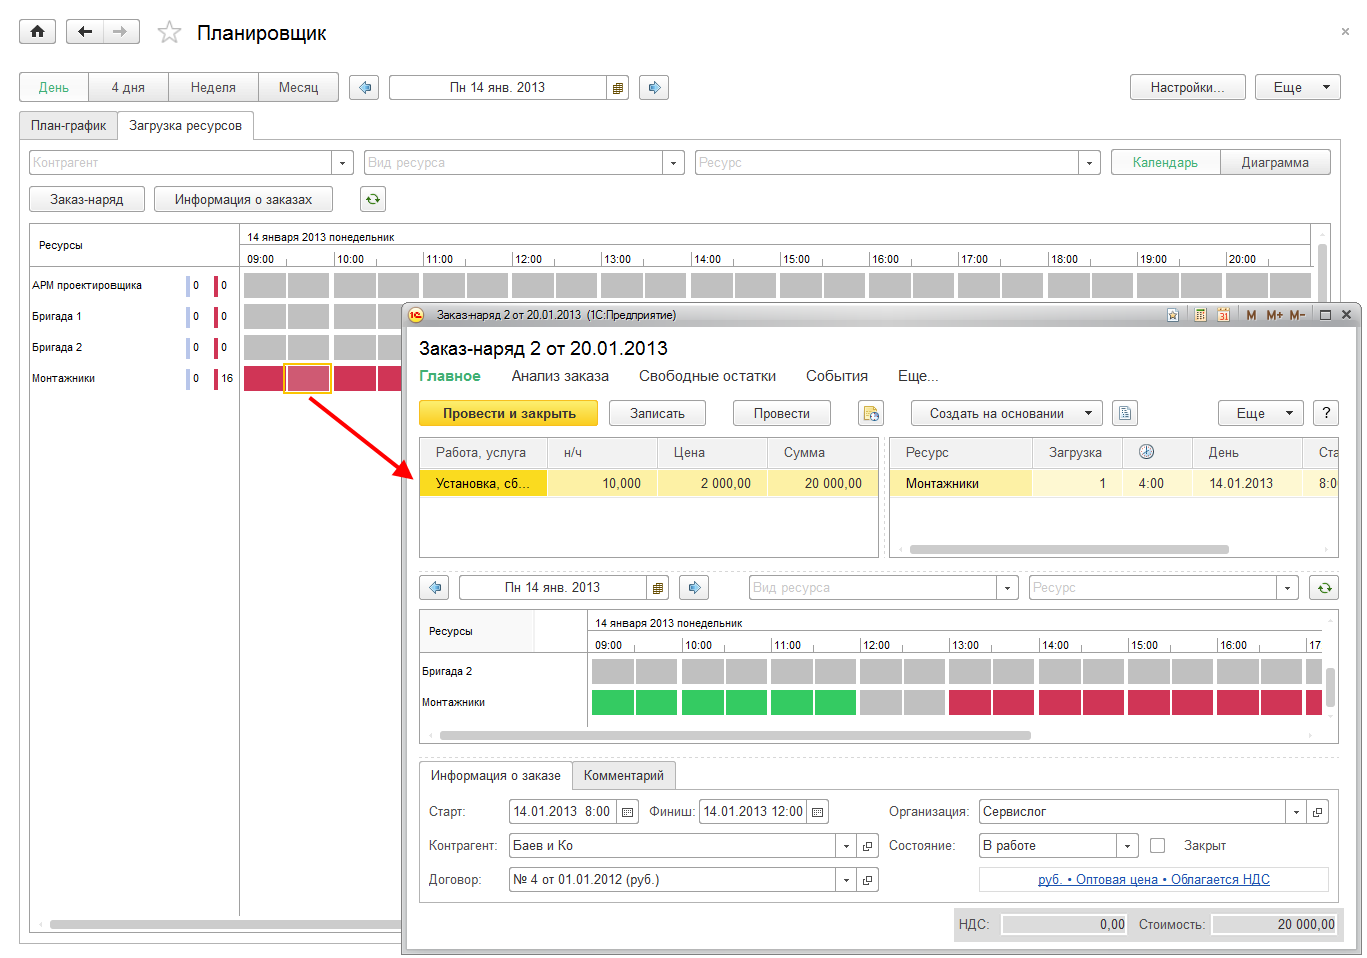 Планировщик
×
День 4 дня Неделя Месяц Пн 14 янв. 2013 Настройки... Еще
План-график Загрузка ресурсов
Контрагент Вид ресурса Ресурс Календарь Диаграмма
Заказ-наряд Информация о заказах
Ресурсы 14 января 2013 понедельник
09:00 10:00 11:00 12:00 13:00 14:00 15:00 16:00 17:00 18:00 19:00 20:00
АРМ проектировщика 0 0
Бригада 1 0 0
Бригада 2 0 0
Монтажники 0 16
1С Заказ-наряд 2 от 20.01.2013 (1С:Предприятие) 31 M M+ M-
Заказ-наряд 2 от 20.01.2013
Главное Анализ заказа Свободные остатки События Еще...
Провести и закрыть Записать Провести Создать на основании Еще ?
Работа, услуга н/ч Цена Сумма Ресурс Загрузка День Ста
Установка, сб... 10,000 2 000,00 20 000,00 Монтажники 1 4:00 14.01.2013 8:0
Пн 14 янв. 2013 Вид ресурса Ресурс
Ресурсы 14 января 2013 понедельник
09:00 10:00 11:00 12:00 13:00 14:00 15:00 16:00 17
Бригада 2
Монтажники
Информация о заказе Комментарий
Старт: 14.01.2013 8:00 Финиш: 14.01.2013 12:00 Организация: Сервислог
Контрагент: Баев и Ко Состояние: В работе Закрыт
Договор: № 4 от 01.01.2012 (руб.) руб. • Оптовая цена • Облагается НДС
НДС: 0,00 Стоимость: 20 000,00